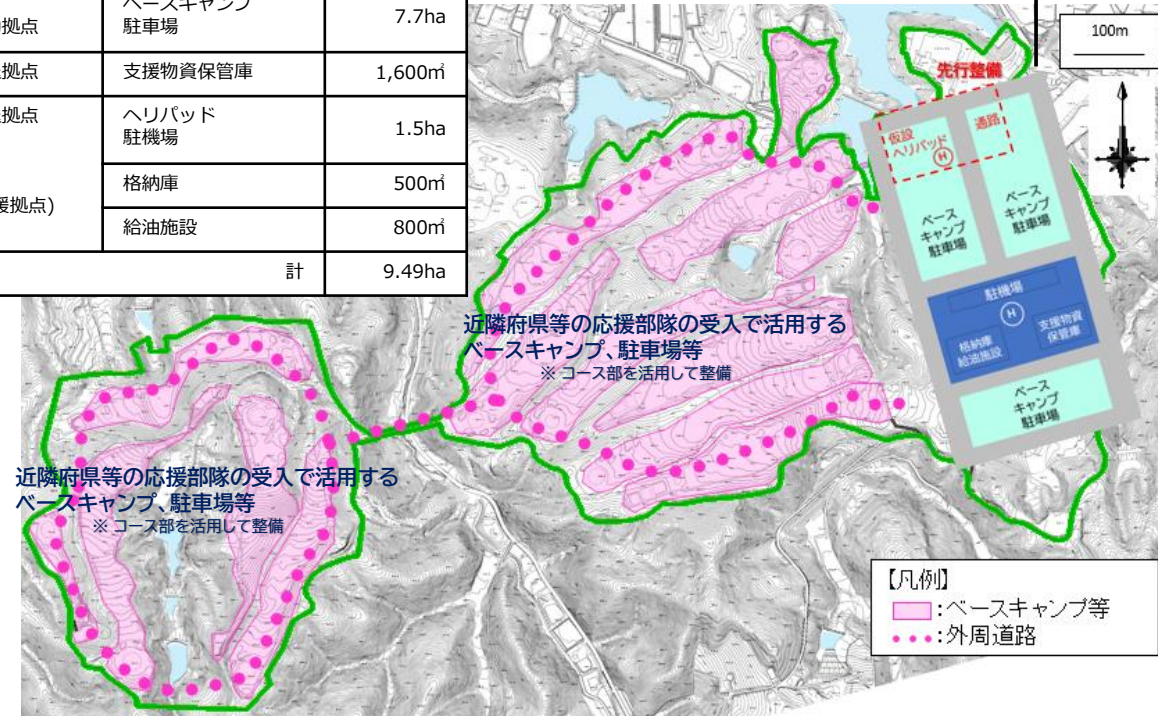 ベースキャンプ
駐車場
7.7ha
拠点
拠点
支援物資保管庫
1,600㎡
拠点
ヘリパッド
駐機場
1.5ha
援拠点)
格納庫
500㎡
給油施設
800㎡
計
9.49ha
100m
先行整備
仮設
ヘリパッド
H
通路
ベース
キャンプ
駐車場
ベース
キャンプ
駐車場
駐機場
H
格納庫
給油施設
支援物資
保管庫
ベース
キャンプ
駐車場
近隣府県等の応援部隊の受入で活用する
ベースキャンプ、駐車場等
※ コース部を活用して整備
近隣府県等の応援部隊の受入で活用する
ベースキャンプ、駐車場等
※ コース部を活用して整備
【凡例】
:ベースキャンプ等
:外周道路